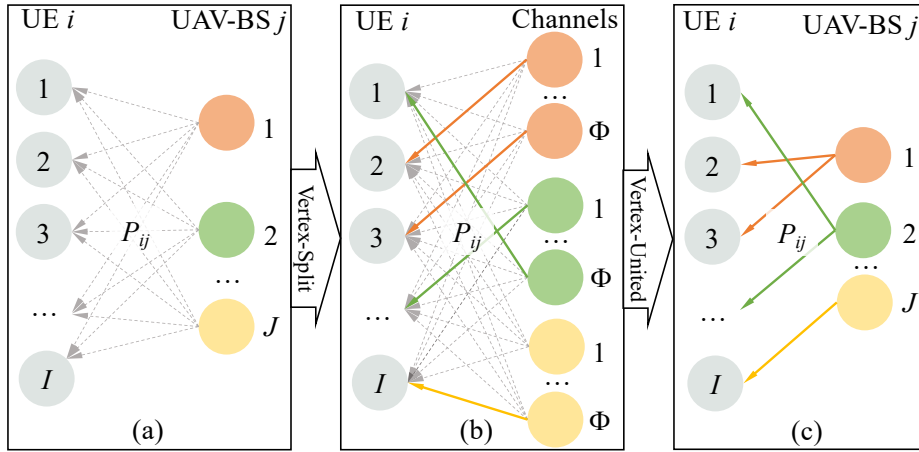 UE i
UAV-BS j
1
2
3
...
I
P_ij
1
2
...
J
(a)
Vertex-Split
UE i
Channels
1
2
3
...
I
P_ij
1
...
Φ
1
...
Φ
1
...
Φ
(b)
Vertex-United
UE i
UAV-BS j
1
2
3
...
I
P_ij
1
2
...
J
(c)